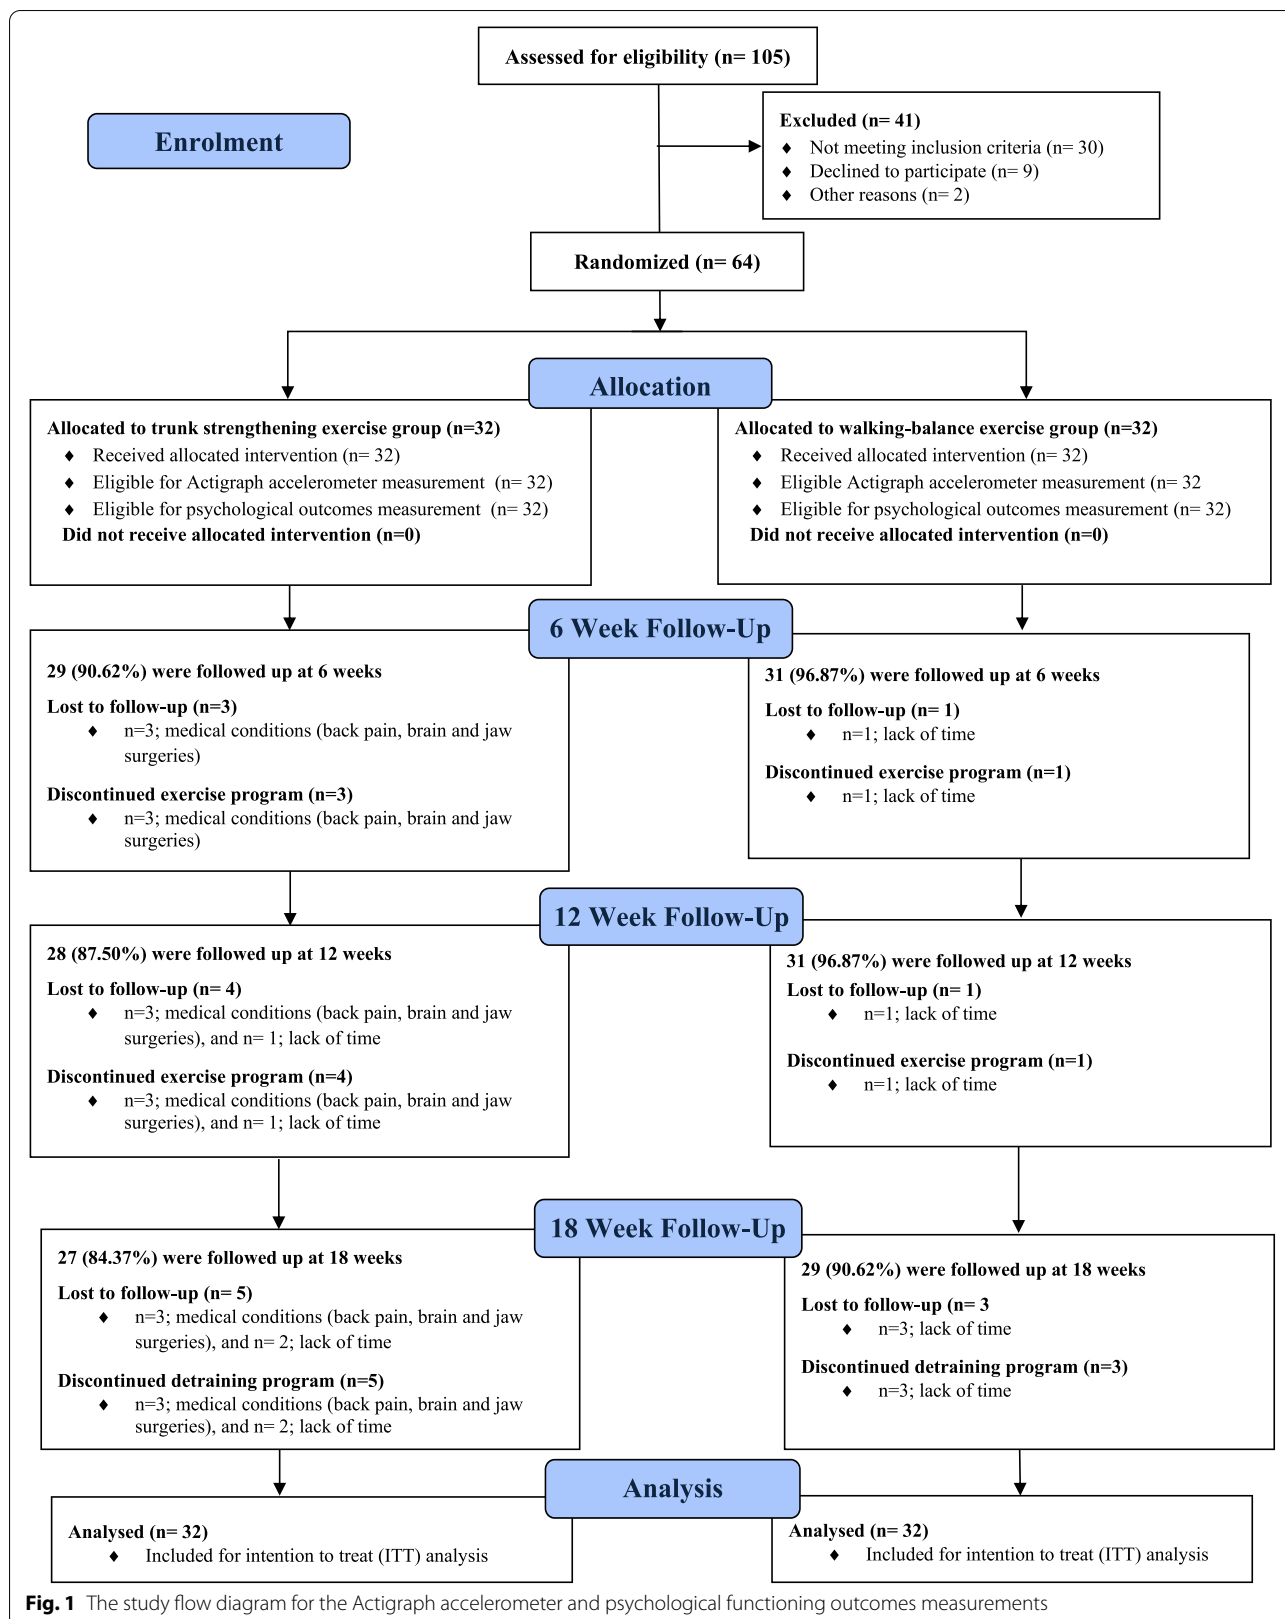 Assessed for eligibility (n= 105)
Enrolment
Excluded (n= 41)
♦ Not meeting inclusion criteria (n= 30)
♦ Declined to participate (n= 9)
♦ Other reasons (n= 2)
Randomized (n= 64)
Allocation
Allocated to trunk strengthening exercise group (n=32)
♦ Received allocated intervention (n= 32)
♦ Eligible for Actigraph accelerometer measurement (n= 32)
♦ Eligible for psychological outcomes measurement (n= 32)
Did not receive allocated intervention (n=0)
Allocated to walking-balance exercise group (n=32)
♦ Received allocated intervention (n= 32)
♦ Eligible Actigraph accelerometer measurement (n= 32
♦ Eligible for psychological outcomes measurement (n= 32)
Did not receive allocated intervention (n=0)
6 Week Follow-Up
29 (90.62%) were followed up at 6 weeks
Lost to follow-up (n=3)
♦ n=3; medical conditions (back pain, brain and jaw
surgeries)
Discontinued exercise program (n=3)
♦ n=3; medical conditions (back pain, brain and jaw
surgeries)
31 (96.87%) were followed up at 6 weeks
Lost to follow-up (n= 1)
♦ n=1; lack of time
Discontinued exercise program (n=1)
♦ n=1; lack of time
12 Week Follow-Up
28 (87.50%) were followed up at 12 weeks
Lost to follow-up (n= 4)
♦ n=3; medical conditions (back pain, brain and jaw
surgeries), and n= 1; lack of time
Discontinued exercise program (n=4)
♦ n=3; medical conditions (back pain, brain and jaw
surgeries), and n= 1; lack of time
31 (96.87%) were followed up at 12 weeks
Lost to follow-up (n= 1)
♦ n=1; lack of time
Discontinued exercise program (n=1)
♦ n=1; lack of time
18 Week Follow-Up
27 (84.37%) were followed up at 18 weeks
Lost to follow-up (n= 5)
♦ n=3; medical conditions (back pain, brain and jaw
surgeries), and n= 2; lack of time
Discontinued detraining program (n=5)
♦ n=3; medical conditions (back pain, brain and jaw
surgeries), and n= 2; lack of time
29 (90.62%) were followed up at 18 weeks
Lost to follow-up (n= 3
♦ n=3; lack of time
Discontinued detraining program (n=3)
♦ n=3; lack of time
Analysis
Analysed (n= 32)
♦ Included for intention to treat (ITT) analysis
Analysed (n= 32)
♦ Included for intention to treat (ITT) analysis
Fig. 1 The study flow diagram for the Actigraph accelerometer and psychological functioning outcomes measurements